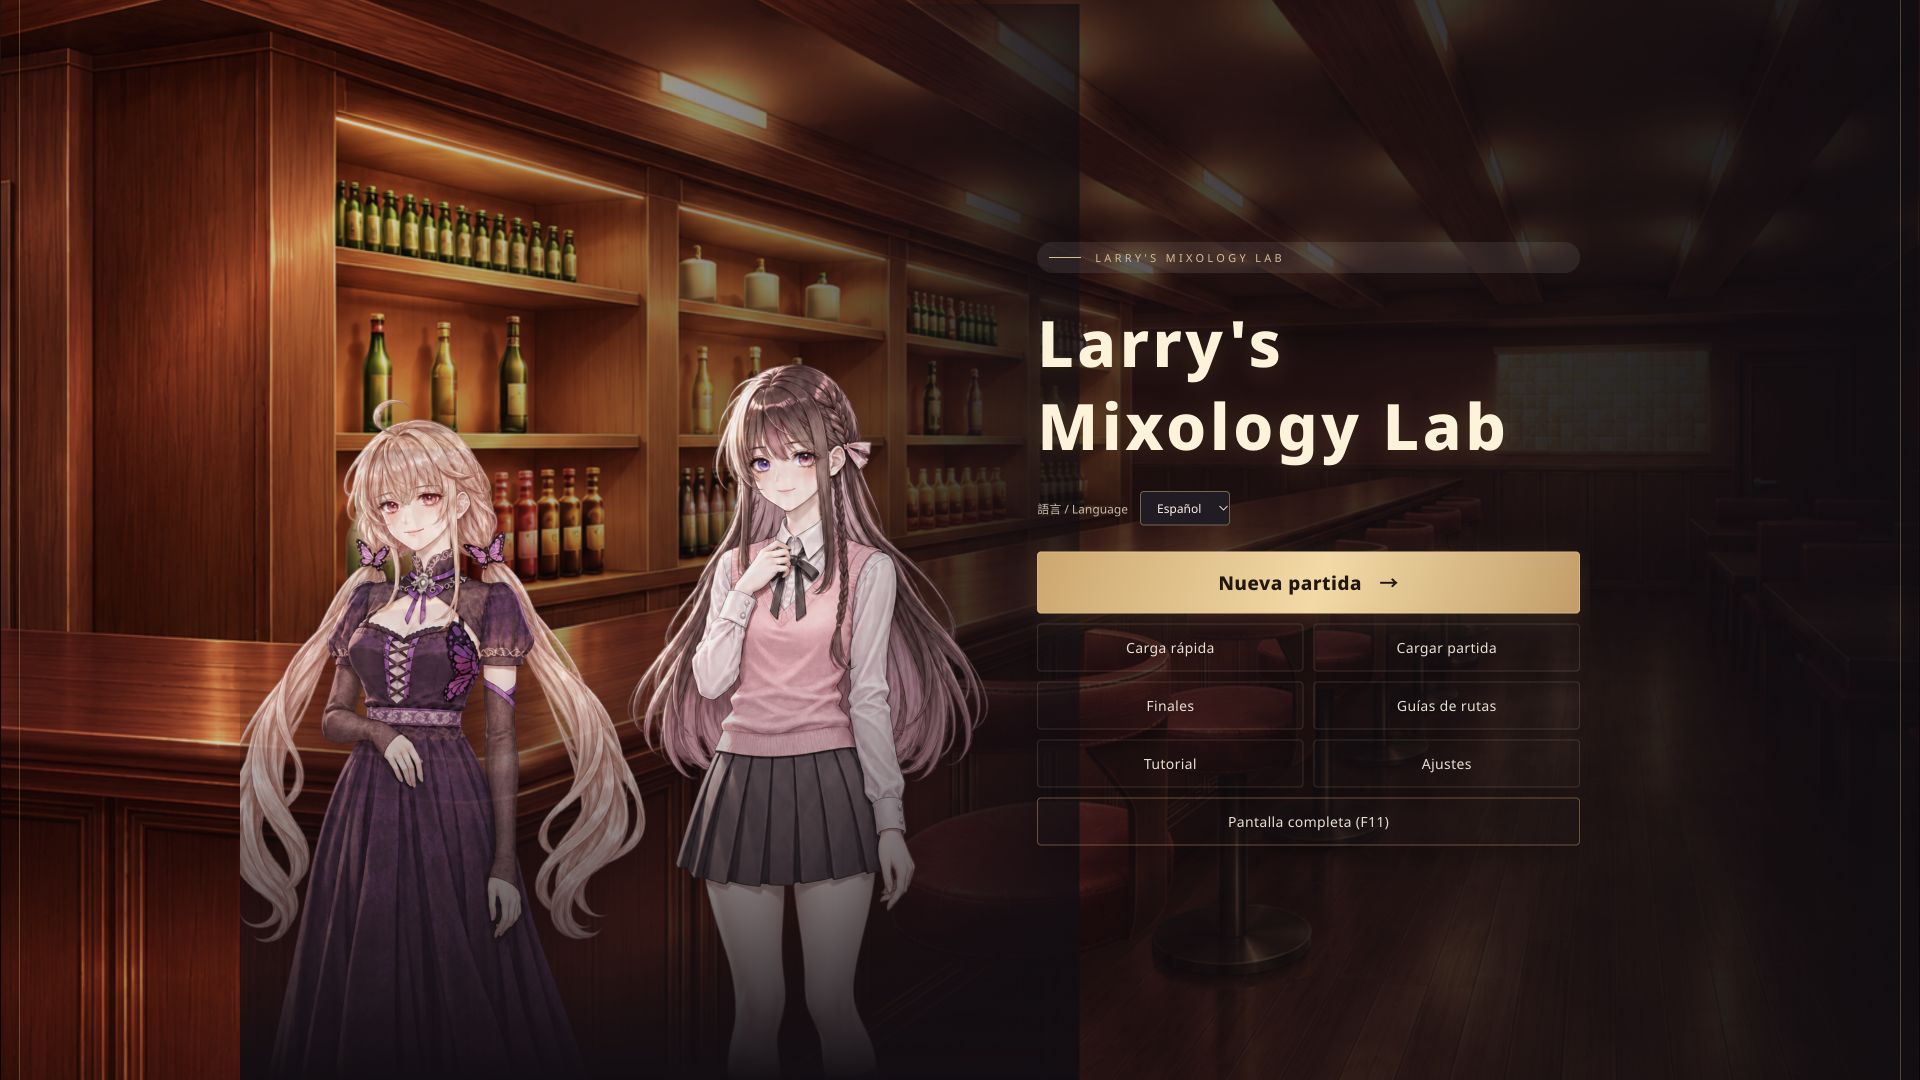 LARRY'S MIXOLOGY LAB
Larry's
Mixology Lab
語言 / Language
Español
Nueva partida →
Carga rápida
Cargar partida
Finales
Guías de rutas
Tutorial
Ajustes
Pantalla completa (F11)